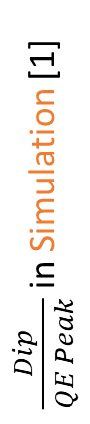 Dip
QE Peak
in Simulation [1]